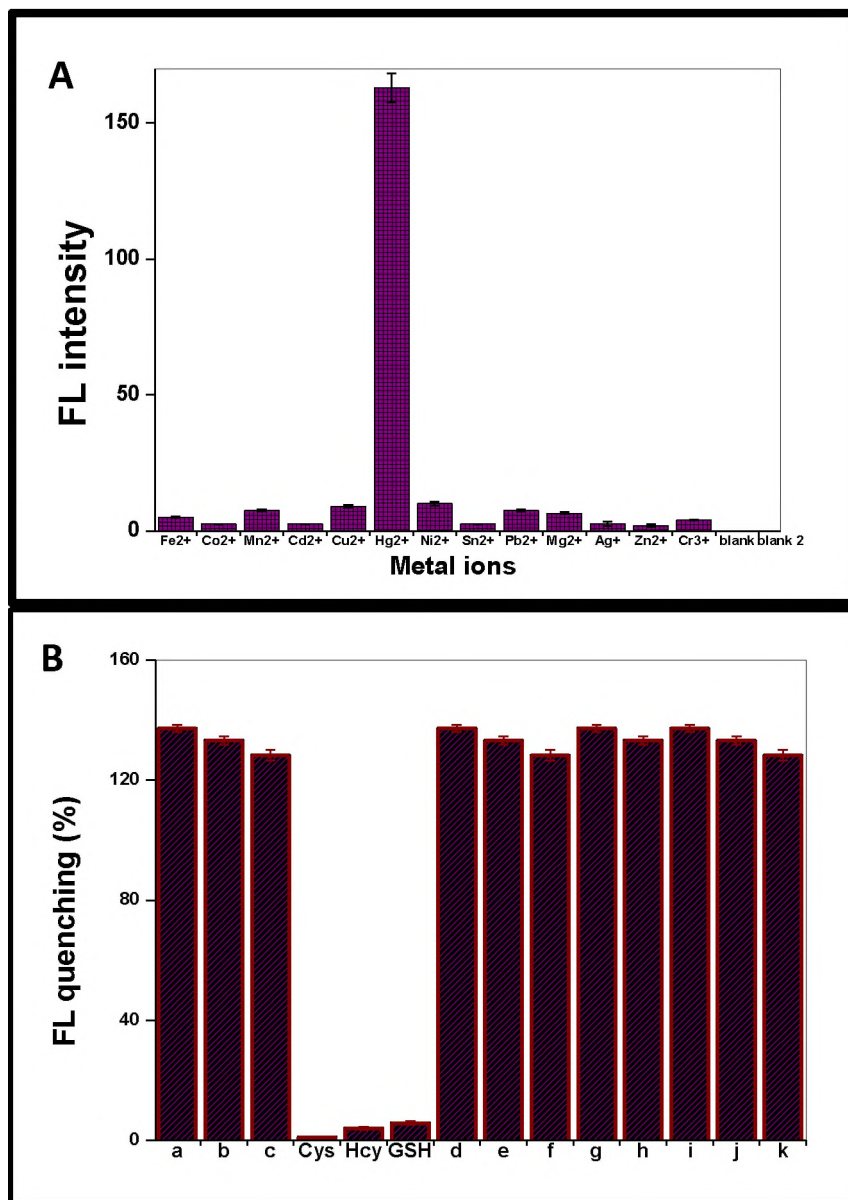 A
FL intensity
150
100
50
0
Fe2+ Co2+ Mn2+ Cd2+ Cu2+ Hg2+ Ni2+ Sn2+ Pb2+ Mg2+ Ag+ Zn2+ Cr3+ blank blank 2
Metal ions
B
FL quenching (%)
160
120
80
40
0
a b c Cys Hcy GSH d e f g h i j k